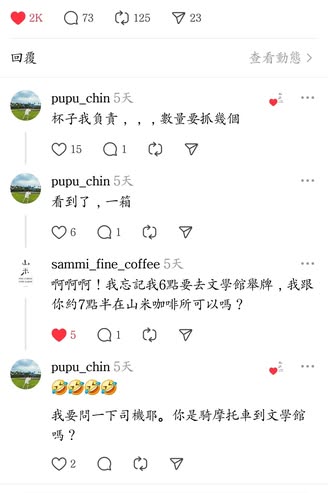 2K 73 125 23
回覆 查看動態
pupu_chin 5天
杯子我負責，，，數量要抓幾個
15 1
pupu_chin 5天
看到了，一箱
6 1
sammi_fine_coffee 5天
啊啊啊！我忘記我6點要去文學館舉牌，我跟
你約7點半在山米咖啡所可以嗎？
5 1
pupu_chin 5天
🤣🤣🤣🤣
我要問一下司機耶。你是騎摩托車到文學館
嗎？
2